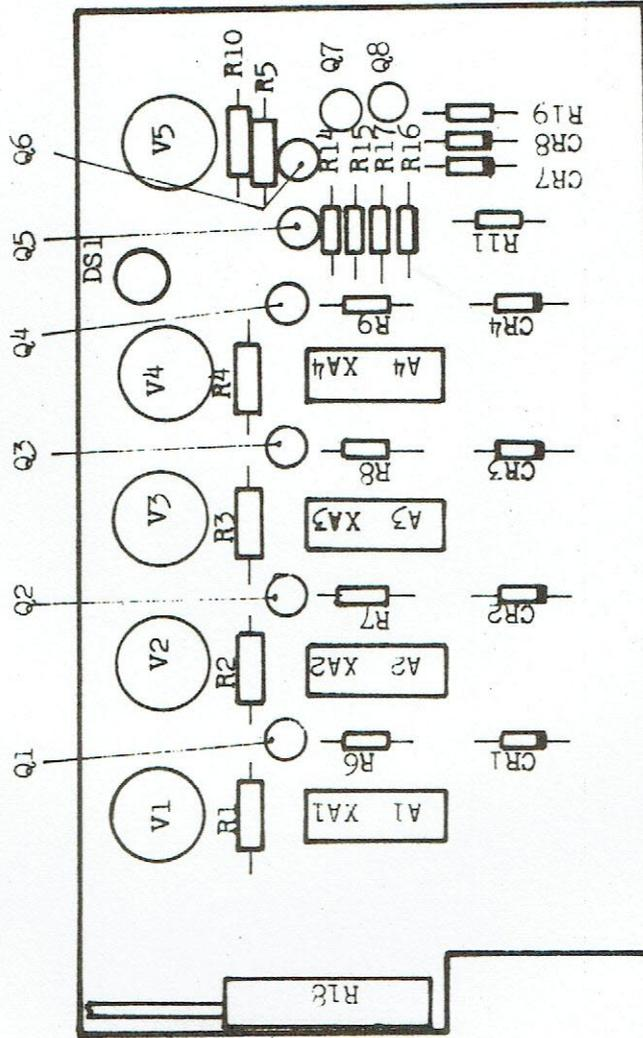 Q1
Q2
Q3
Q4
Q5
Q6
V1
V2
V3
V4
DS1
V5
R1
R2
R3
R4
R10
R5
Q7
Q8
A1 XA1
A2 XA2
A3 XA3
A4 XA4
R6
R7
R8
R9
R14
R15
R17
R16
CR1
CR2
CR3
CR4
R11
CR7
CR8
R19
R18